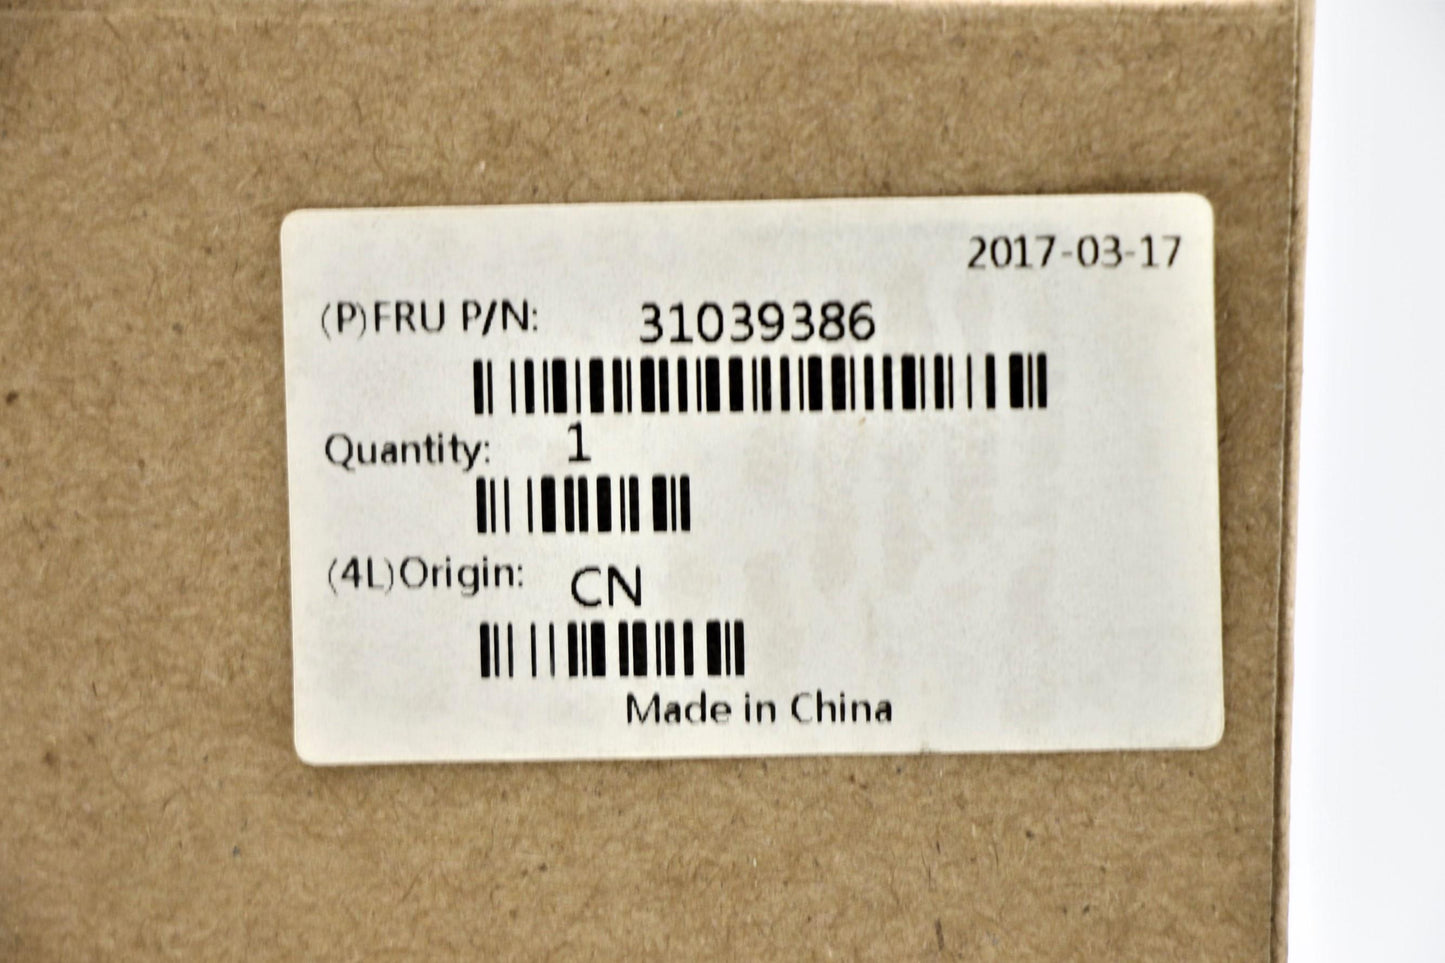 2017-03-17
(P)FRU P/N: 31039386
Quantity: 1
(4L)Origin: CN
Made in China